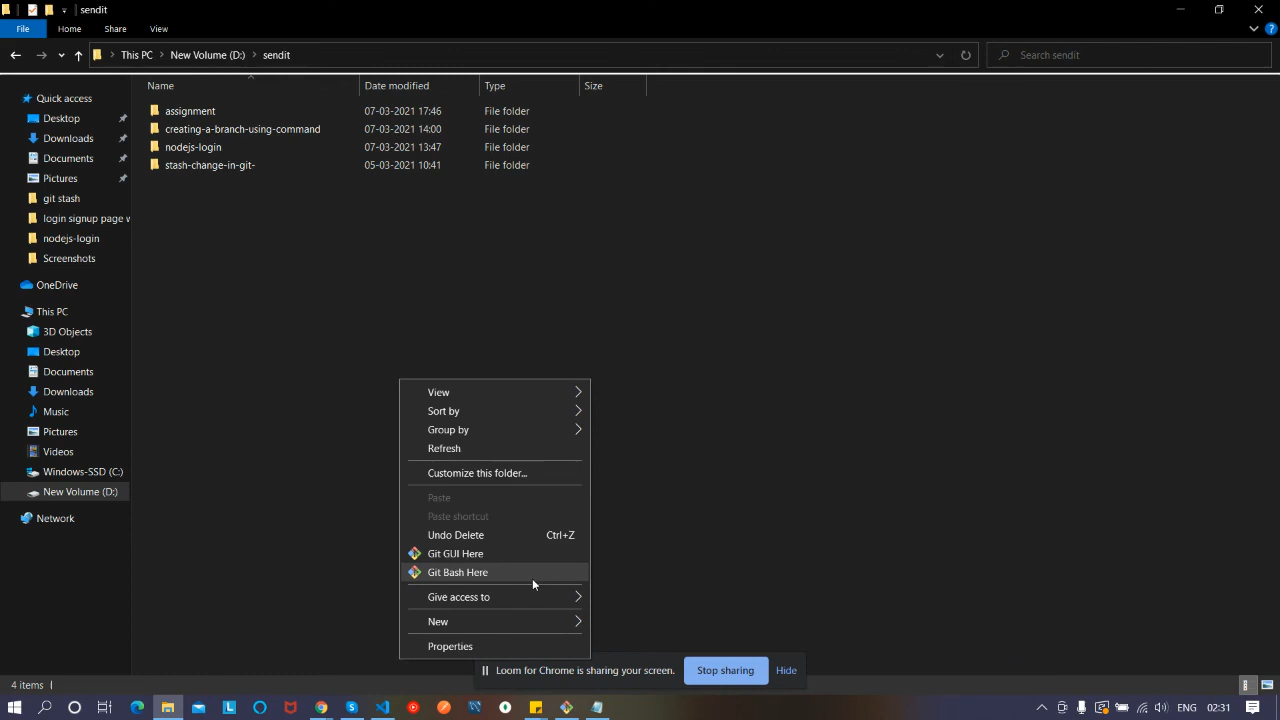 sendit
File
Home
Share
View
This PC
New Volume (D:)
sendit
Search sendit
Name
Date modified
Type
Size
Quick access
Desktop
Downloads
Documents
Pictures
git stash
login signup page w
nodejs-login
Screenshots
OneDrive
This PC
3D Objects
Desktop
Documents
Downloads
Music
Pictures
Videos
Windows-SSD (C:)
New Volume (D:)
Network
assignment 07-03-2021 17:46 File folder
creating-a-branch-using-command 07-03-2021 14:00 File folder
nodejs-login 07-03-2021 13:47 File folder
stash-change-in-git- 05-03-2021 10:41 File folder
View
Sort by
Group by
Refresh
Customize this folder...
Paste
Paste shortcut
Undo Delete Ctrl+Z
Git GUI Here
Git Bash Here
Give access to
New
Properties
Loom for Chrome is sharing your screen.
Stop sharing
Hide
4 items
ENG
02:31